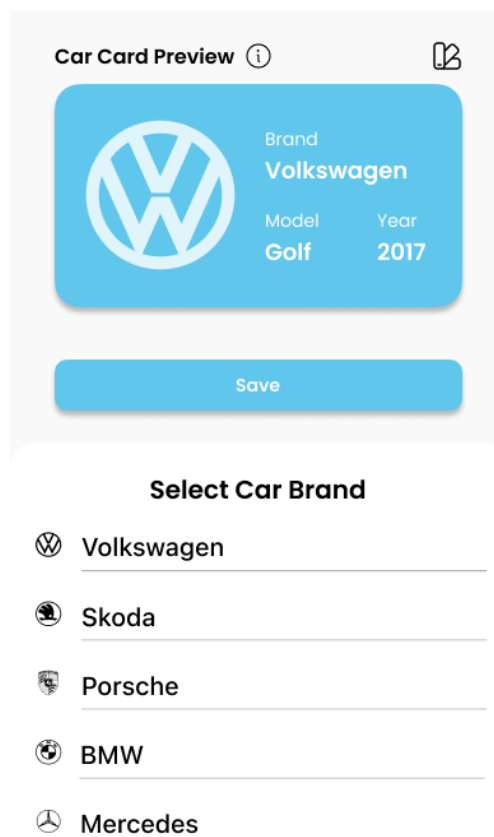 Car Card Preview
Brand
Volkswagen
Model Year
Golf 2017
Save
Select Car Brand
Volkswagen
Skoda
Porsche
BMW
Mercedes